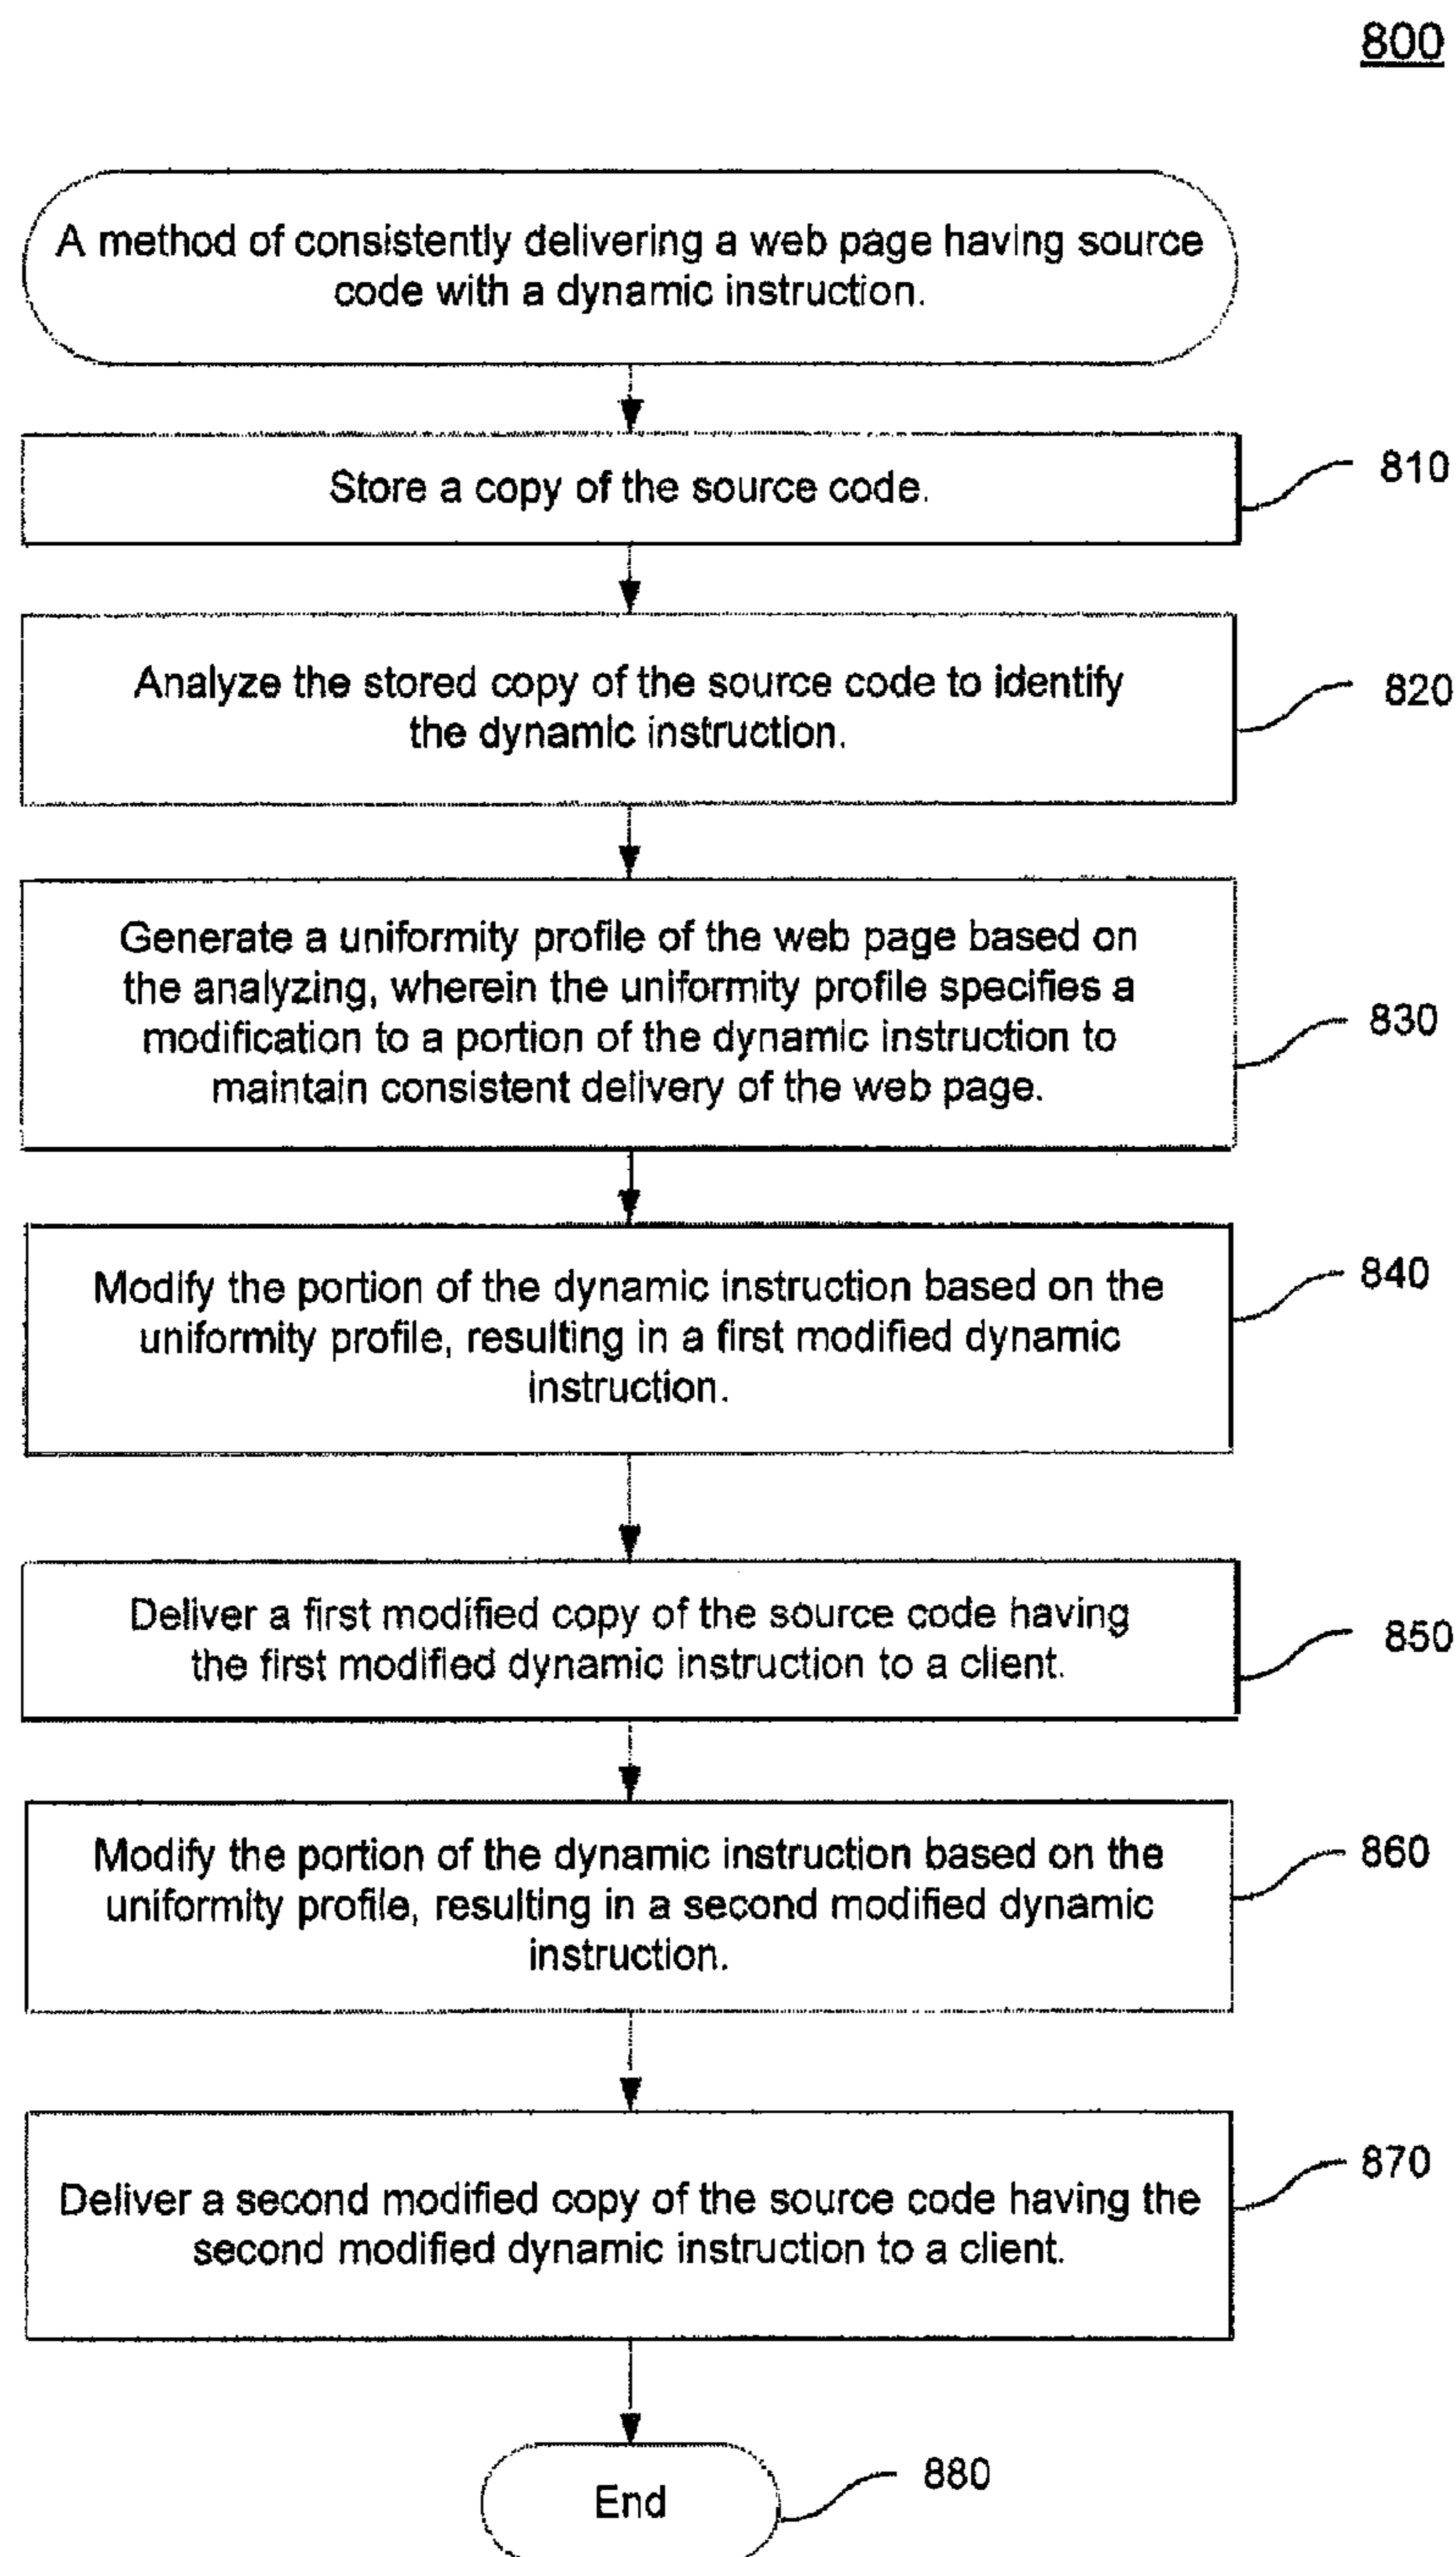 800
A method of consistently delivering a web page having source
code with a dynamic instruction.
Store a copy of the source code.
810
Analyze the stored copy of the source code to identify
the dynamic instruction.
820
Generate a uniformity profile of the web page based on
the analyzing, wherein the uniformity profile specifies a
modification to a portion of the dynamic instruction to
maintain consistent delivery of the web page.
830
Modify the portion of the dynamic instruction based on the
uniformity profile, resulting in a first modified dynamic
instruction.
840
Deliver a first modified copy of the source code having
the first modified dynamic instruction to a client.
850
Modify the portion of the dynamic instruction based on the
uniformity profile, resulting in a second modified dynamic
instruction.
860
Deliver a second modified copy of the source code having the
second modified dynamic instruction to a client.
870
End
880